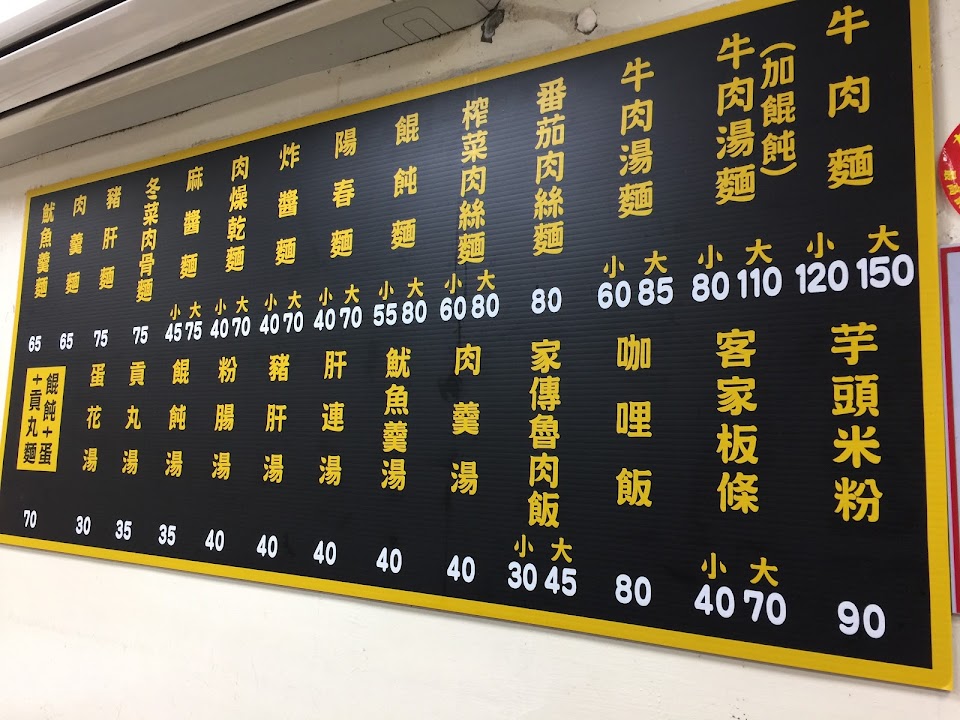 牛肉麵
小 大
120 150
牛肉湯麵
(加餛飩)
小 大
80 110
牛肉湯麵
小 大
60 85
番茄肉絲麵
80
榨菜肉絲麵
小 大
60 80
餛飩麵
小 大
55 80
陽春麵
小 大
40 70
炸醬麵
小 大
40 70
肉燥乾麵
小 大
40 70
麻醬麵
小 大
45 75
冬菜肉骨麵
75
豬肝麵
75
肉羹麵
65
魷魚羹麵
65
芋頭米粉
90
客家板條
小 大
40 70
咖哩飯
80
家傳魯肉飯
小 大
30 45
肉羹湯
40
魷魚羹湯
40
肝連湯
40
豬肝湯
40
粉腸湯
40
餛飩湯
35
貢丸湯
35
蛋花湯
30
餛飩+蛋
+貢丸麵
70